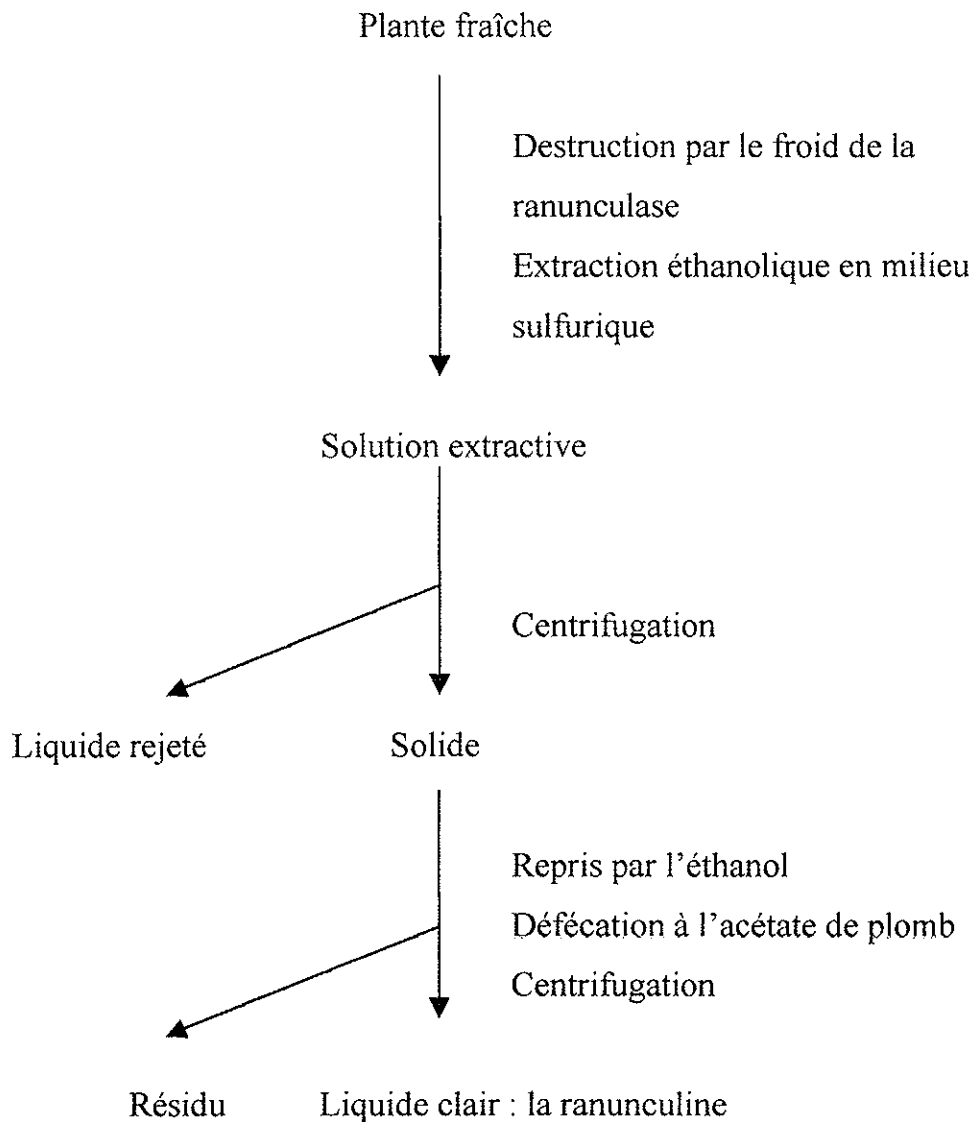 Plante fraîche
Destruction par le froid de la
ranunculase
Extraction éthanolique en milieu
sulfurique
Solution extractive
Centrifugation
Liquide rejeté
Solide
Repris par l'éthanol
Défécation à l'acétate de plomb
Centrifugation
Résidu
Liquide clair : la ranunculine